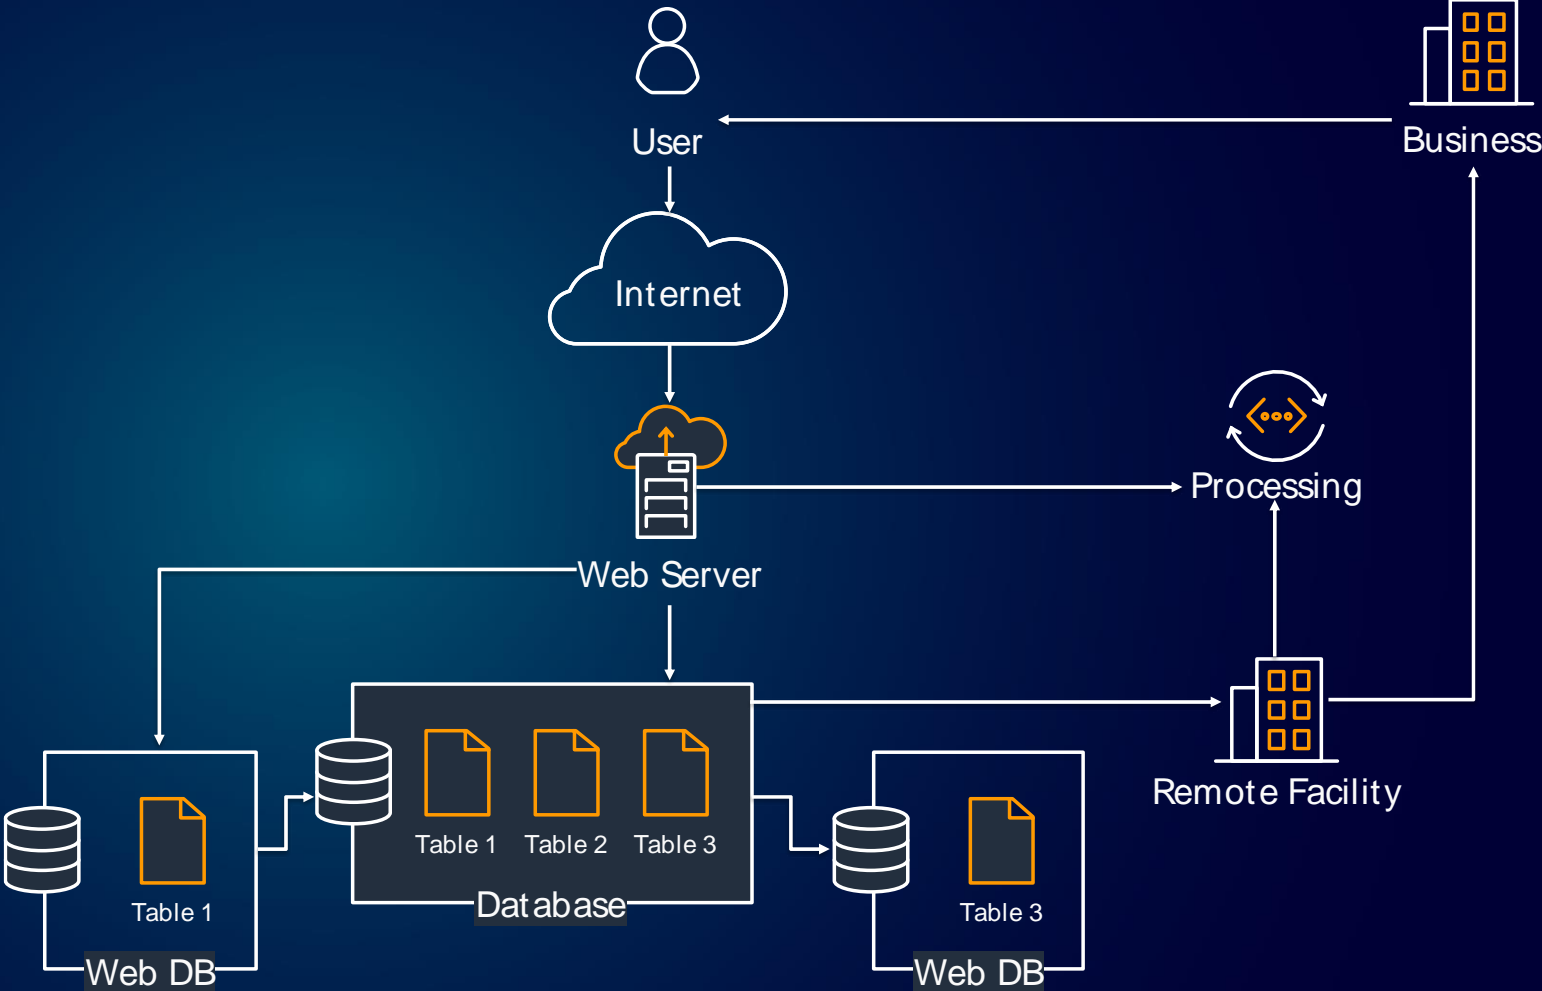 User
Business
Internet
Processing
Web Server
Remote Facility
Table 1
Table 2
Table 3
Database
Table 1
Web DB
Table 3
Web DB